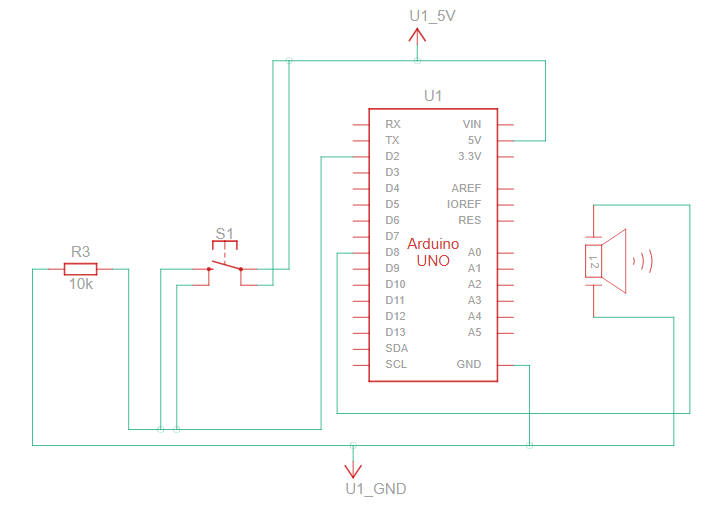 U1_5V
U1
RX
VIN
TX
5V
D2
3.3V
D3
D4
AREF
D5
IOREF
D6
RES
S1
D7
R3
Arduino
UNO
D8
A0
D9
A1
10k
D10
A2
D11
A3
D12
A4
D13
A5
SDA
SCL
GND
1
2
U1_GND